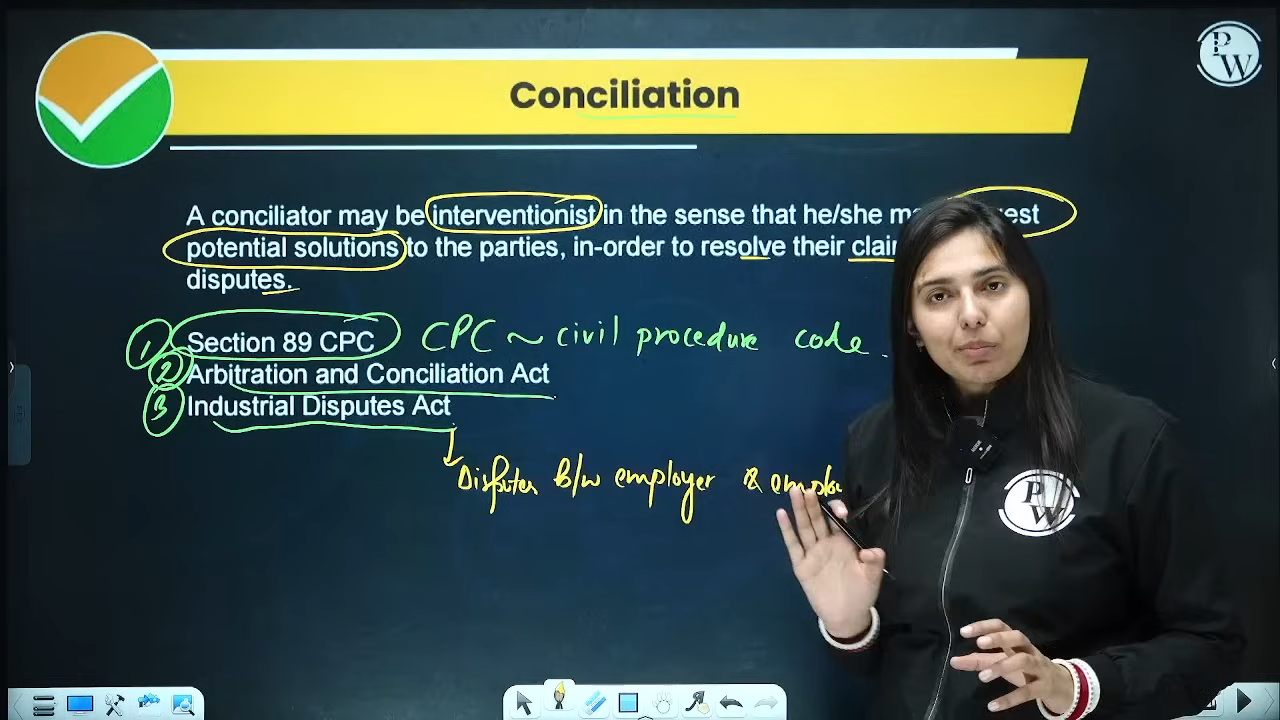 PW
Conciliation
A conciliator may be interventionist in the sense that he/she
potential solutions to the parties, in-order to resolve their
disputes.
1 Section 89 CPC CPC ~ civil procedure code.
2 Arbitration and Conciliation Act
3 Industrial Disputes Act
Disputes b/w employer &
PW